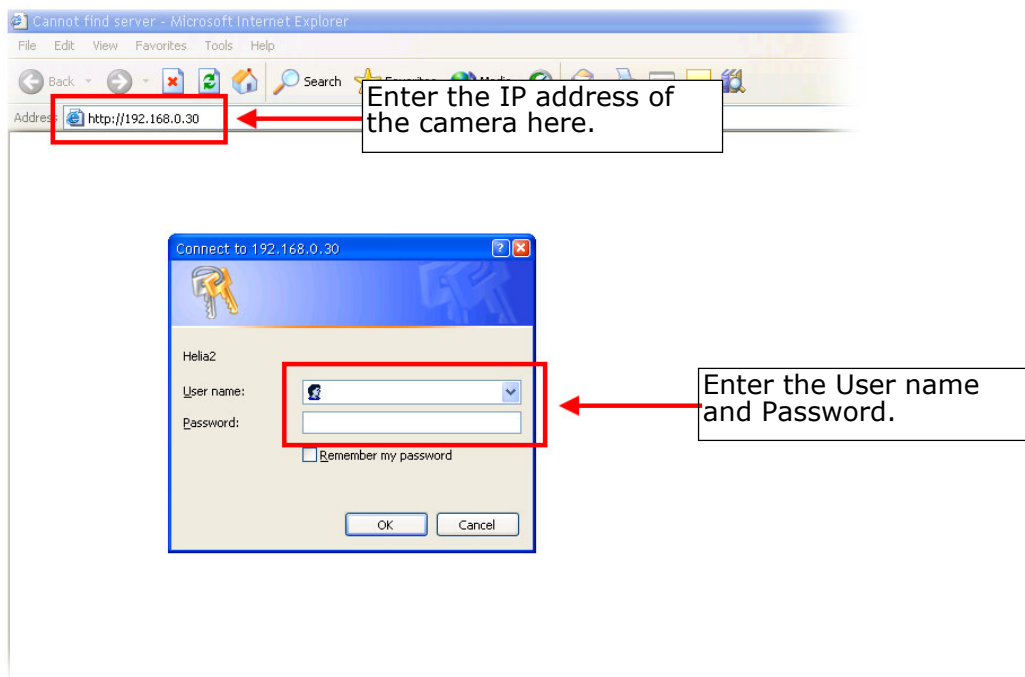 Cannot find server - Microsoft Internet Explorer
File Edit View Favorites Tools Help
Back Search
Enter the IP address of
the camera here.
Address http://192.168.0.30
Connect to 192.168.0.30
Helia2
User name:
Password:
Remember my password
OK Cancel
Enter the User name
and Password.